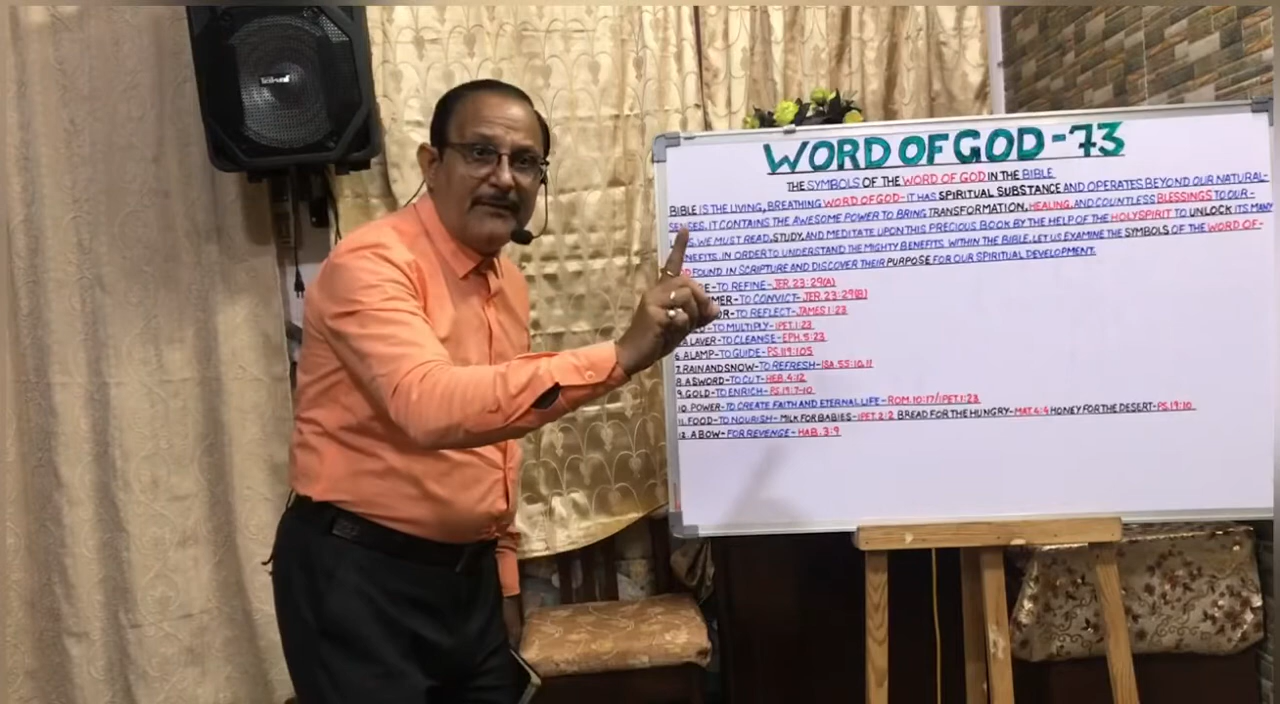 WORD OF GOD-73
THE SYMBOLS OF THE WORD OF GOD IN THE BIBLE
BIBLE IS THE LIVING, BREATHING WORD OF GOD- IT HAS SPIRITUAL SUBSTANCE AND OPERATES BEYOND OUR NATURAL-
SENSES. IT CONTAINS THE AWESOME POWER TO BRING TRANSFORMATION, HEALING, AND COUNTLESS BLESSINGS TO OUR-
WE MUST READ, STUDY, AND MEDITATE UPON THIS PRECIOUS BOOK BY THE HELP OF THE HOLYSPIRIT TO UNLOCK ITS MANY
IN ORDER TO UNDERSTAND THE MIGHTY BENEFITS WITHIN THE BIBLE. LET US EXAMINE THE SYMBOLS OF THE WORD OF-
FOUND IN SCRIPTURE AND DISCOVER THEIR PURPOSE FOR OUR SPIRITUAL DEVELOPMENT.
TO REFINE- JER. 23:29(A)
TO CONVICT- JER. 23:29(B)
TO REFLECT- JAMES 1:23
TO MULTIPLY- IPET. 1:23
A LAVER- TO CLEANSE- EPH. 5:23
6. A LAMP- TO GUIDE- PS. 119:105
7. RAIN AND SNOW- TO REFRESH- ISA. 55:10,11
8. A SWORD- TO CUT- HEB. 4:12
9. GOLD- TO ENRICH- PS. 19:7-10
10. POWER- TO CREATE FAITH AND ETERNAL LIFE- ROM. 10:17/IPET. 1:23
11. FOOD- TO NOURISH- MILK FOR BABIES- IPET. 2:2 BREAD FOR THE HUNGRY- MAT. 4:4 HONEY FOR THE DESERT- PS. 19:10
12. A BOW- FOR REVENGE- HAB. 3:9